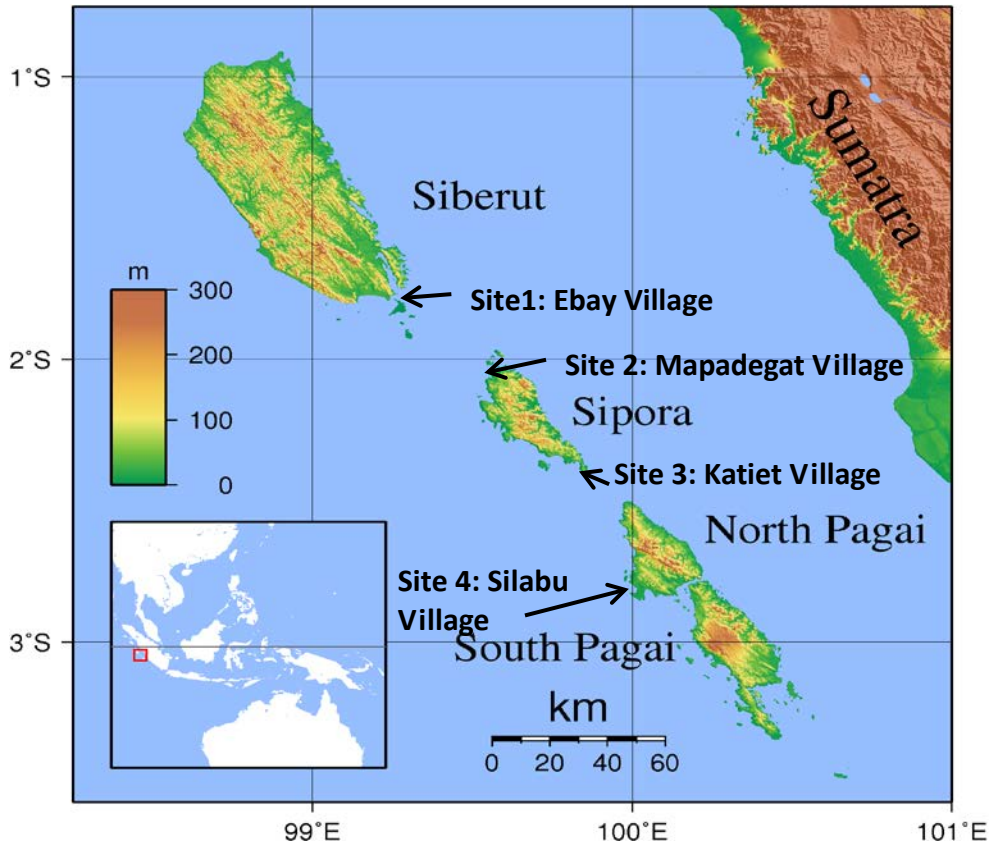 1°S
Sumatra
Siberut
m
300
Site1: Ebay Village
200
2°S
Site 2: Mapadegat Village
100
Sipora
0
Site 3: Katiet Village
North Pagai
Site 4: Silabu
Village
3°S
South Pagai
km
0 20 40 60
99°E 100°E 101°E